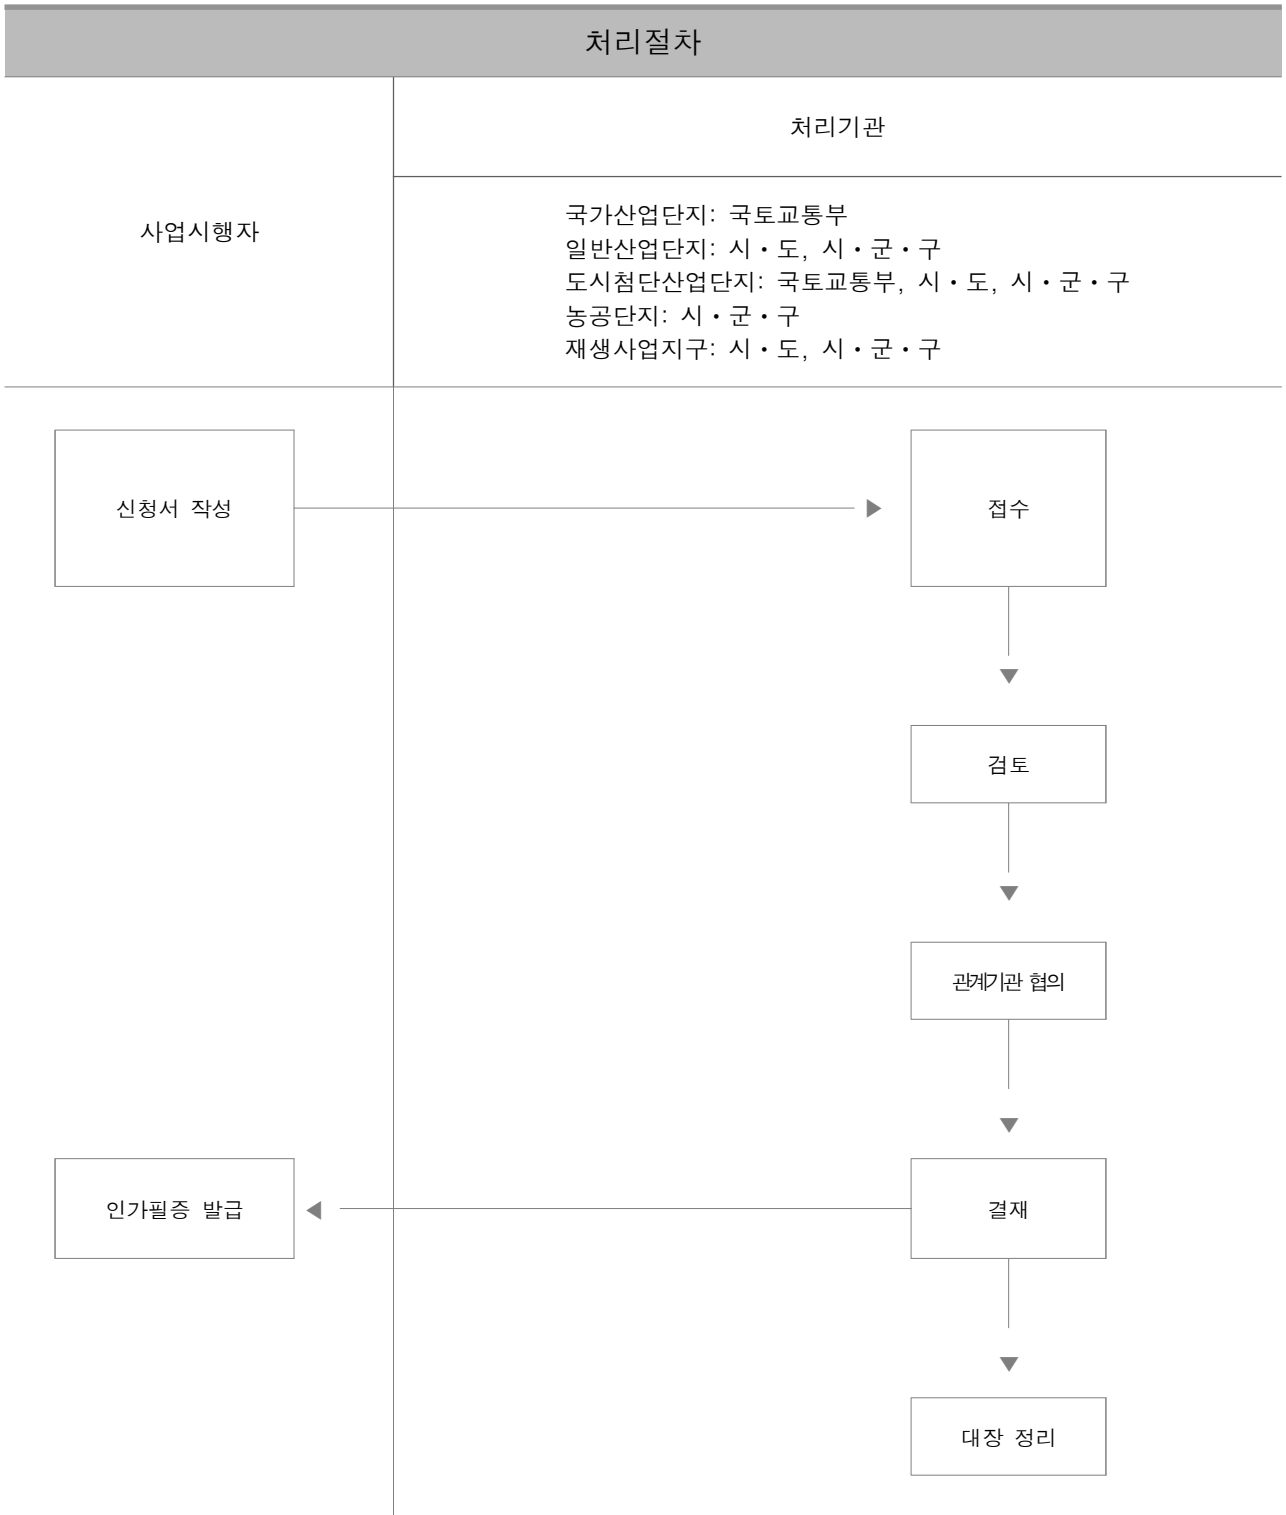 처리절차
처리기관
사업시행자
국가산업단지: 국토교통부
일반산업단지: 시・도, 시・군・구
도시첨단산업단지: 국토교통부, 시・도, 시・군・구
농공단지: 시・군・구
재생사업지구: 시・도, 시・군・구
신청서 작성
접수
검토
관계기관 협의
인가필증 발급
결재
대장 정리